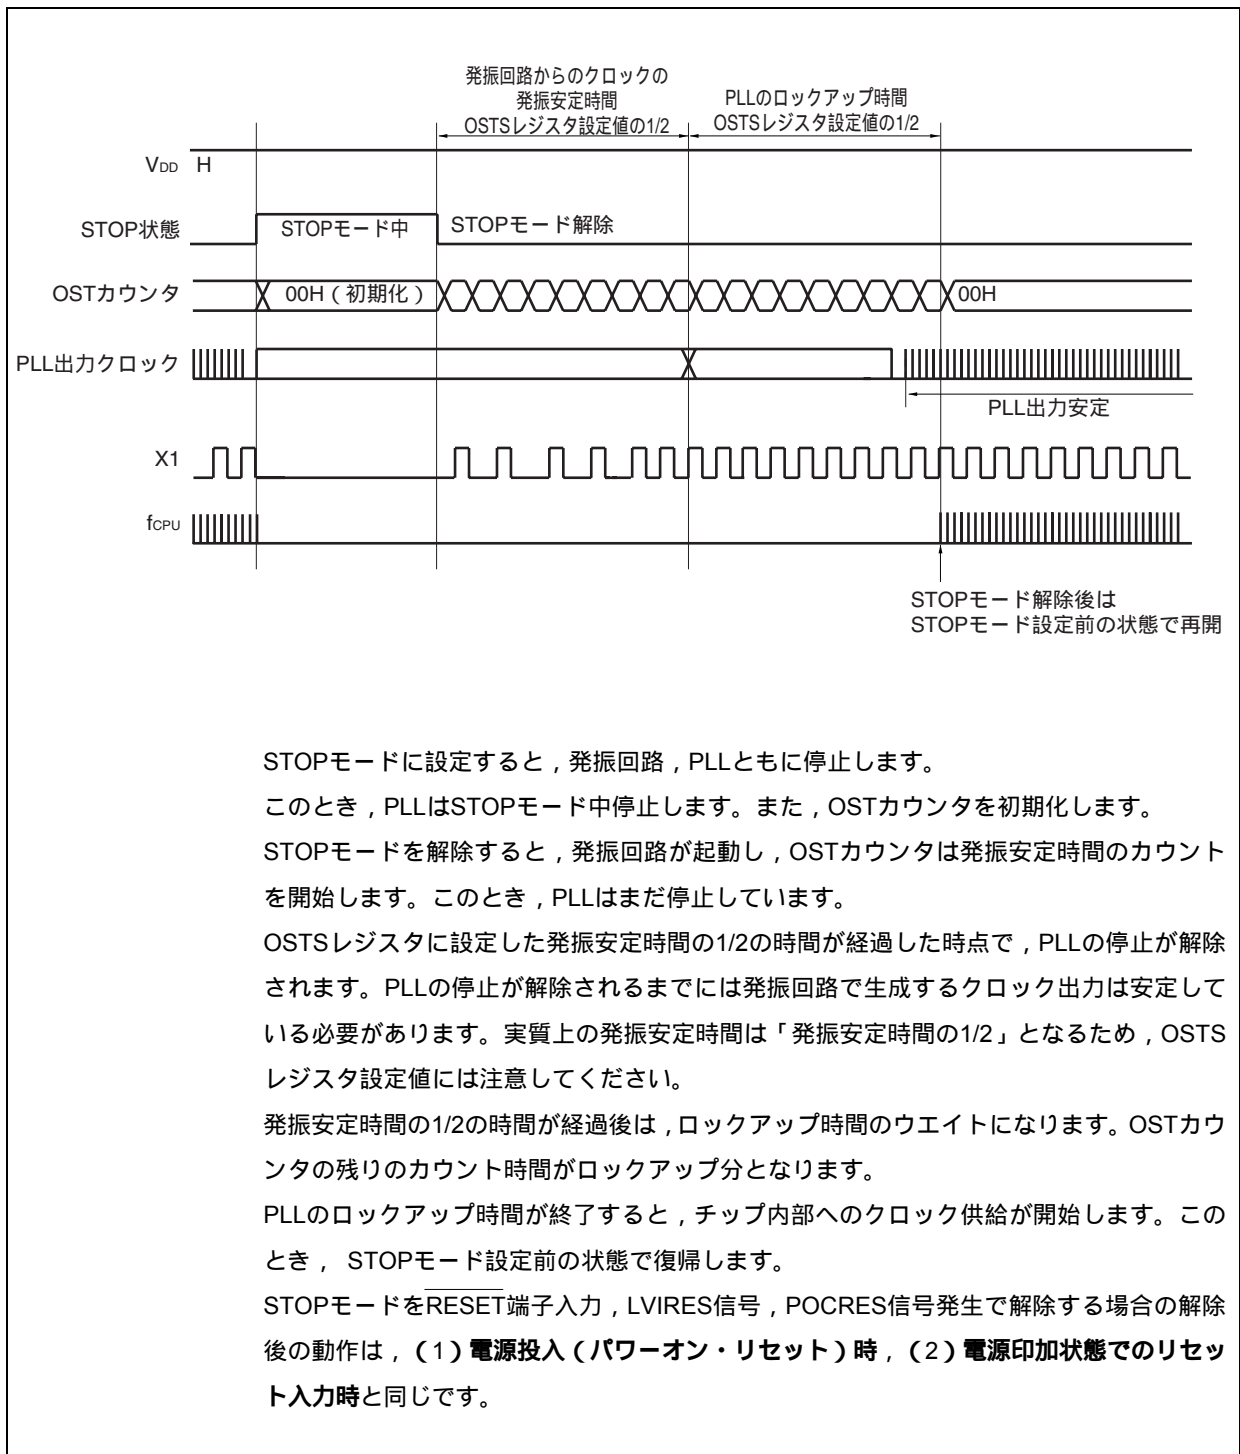 発振回路からのクロックの
発振安定時間
OSTSレジスタ設定値の1/2
PLLのロックアップ時間
OSTSレジスタ設定値の1/2
VDD H
STOP状態 STOPモード中 STOPモード解除
OSTカウンタ 00H（初期化） 00H
PLL出力クロック
PLL出力安定
X1
fCPU
STOPモード解除後は
STOPモード設定前の状態で再開
STOPモードに設定すると，発振回路，PLLともに停止します。
このとき，PLLはSTOPモード中停止します。また，OSTカウンタを初期化します。
STOPモードを解除すると，発振回路が起動し，OSTカウンタは発振安定時間のカウント
を開始します。このとき，PLLはまだ停止しています。
OSTSレジスタに設定した発振安定時間の1/2の時間が経過した時点で，PLLの停止が解除
されます。PLLの停止が解除されるまでには発振回路で生成するクロック出力は安定して
いる必要があります。実質上の発振安定時間は「発振安定時間の1/2」となるため，OSTS
レジスタ設定値には注意してください。
発振安定時間の1/2の時間が経過後は，ロックアップ時間のウエイトになります。OSTカウ
ンタの残りのカウント時間がロックアップ分となります。
PLLのロックアップ時間が終了すると，チップ内部へのクロック供給が開始します。この
とき， STOPモード設定前の状態で復帰します。
STOPモードをRESET端子入力，LVIRES信号，POCRES信号発生で解除する場合の解除
後の動作は，（1）電源投入（パワーオン・リセット）時，（2）電源印加状態でのリセッ
ト入力時と同じです。